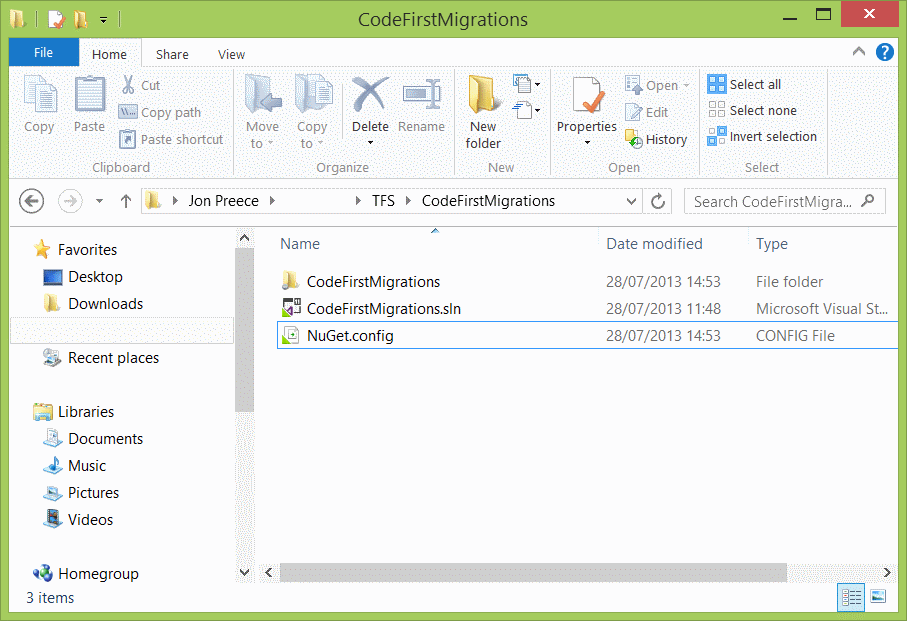 CodeFirstMigrations
File Home Share View
Copy Paste Cut Copy path Paste shortcut
Clipboard
Move to Copy to Delete Rename
Organize
New folder
New
Properties Open Edit History
Open
Select all Select none Invert selection
Select
Jon Preece TFS CodeFirstMigrations Search CodeFirstMigra...
Favorites
Desktop
Downloads
Recent places
Libraries
Documents
Music
Pictures
Videos
Homegroup
Name Date modified Type
CodeFirstMigrations 28/07/2013 14:53 File folder
CodeFirstMigrations.sln 28/07/2013 11:48 Microsoft Visual St...
NuGet.config 28/07/2013 14:53 CONFIG File
3 items